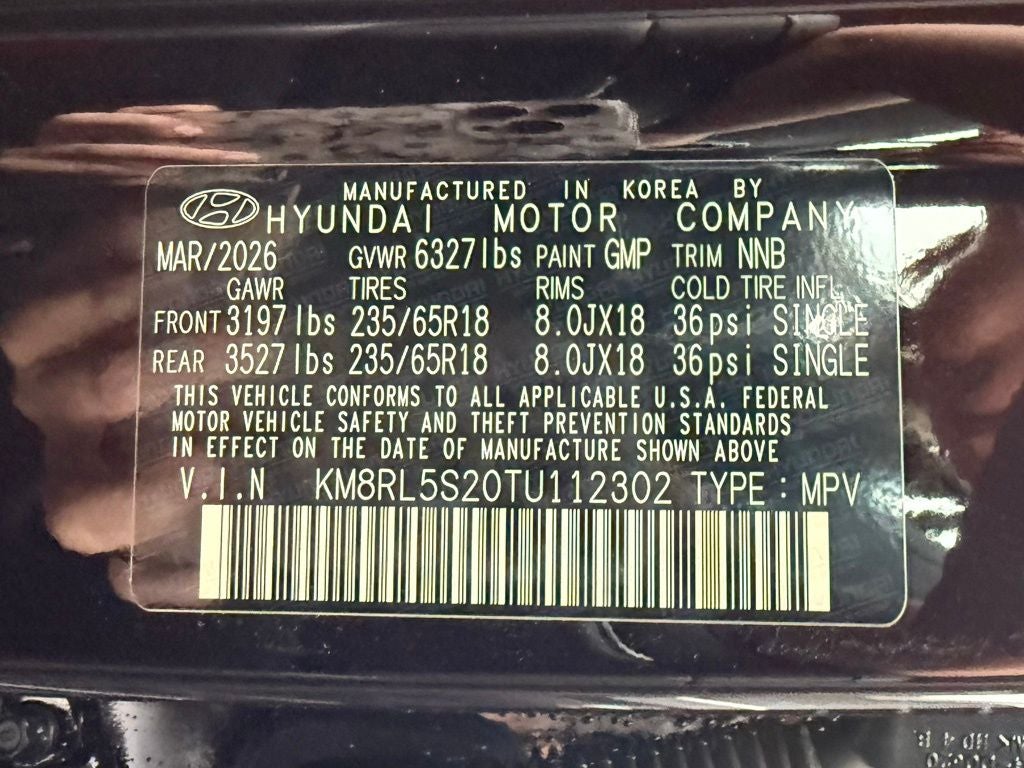 MANUFACTURED IN KOREA BY
HYUNDAI MOTOR COMPANY
MAR/2026 GVWR 6327lbs PAINT GMP TRIM NNB
GAWR TIRES RIMS COLD TIRE INFL.
FRONT 3197lbs 235/65R18 8.0JX18 36psi SINGLE
REAR 3527lbs 235/65R18 8.0JX18 36psi SINGLE
THIS VEHICLE CONFORMS TO ALL APPLICABLE U.S.A. FEDERAL
MOTOR VEHICLE SAFETY AND THEFT PREVENTION STANDARDS
IN EFFECT ON THE DATE OF MANUFACTURE SHOWN ABOVE
V.I.N KM8RL5S20TU112302 TYPE : MPV